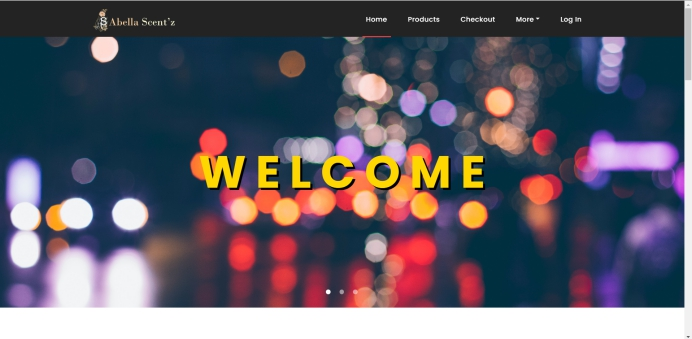 Abella Scent'z
Home Products Checkout More Log In
WELCOME